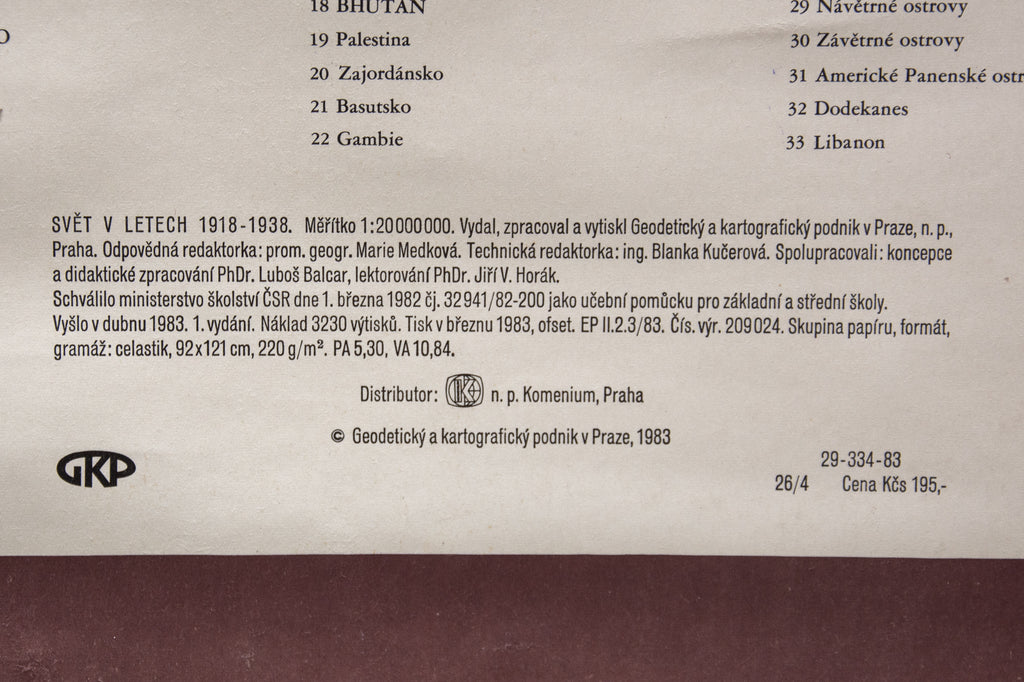 18 BHUTAN
19 Palestina
20 Zajordánsko
21 Basutsko
22 Gambie
29 Návětrné ostrovy
30 Závětrné ostrovy
31 Americké Panenské
32 Dodekanes
33 Libanon
SVĚT V LETECH 1918-1938. Měřítko 1:20000000. Vydal, zpracoval a vytiskl Geodetický a kartografický podnik v Praze, n. p.,
Praha. Odpovědná redaktorka: prom. geogr. Marie Medková. Technická redaktorka: ing. Blanka Kučerová. Spolupracovali: koncepce
a didaktické zpracování PhDr. Luboš Balcar, lektorování PhDr. Jiří V. Horák.
Schválilo ministerstvo školství ČSR dne 1. března 1982 čj. 32941/82-200 jako učební pomůcku pro základní a střední školy.
Vyšlo v dubnu 1983. 1. vydání. Náklad 3230 výtisků. Tisk v březnu 1983, ofset. EP II.2.3/83. Čís. výr. 209024. Skupina papíru, formát,
gramáž: celastik, 92x121 cm, 220 g/m². PA 5,30, VA 10,84.
Distributor: K n. p. Komenium, Praha
© Geodetický a kartografický podnik v Praze, 1983
GKP
29-334-83
26/4 Cena Kčs 195,-